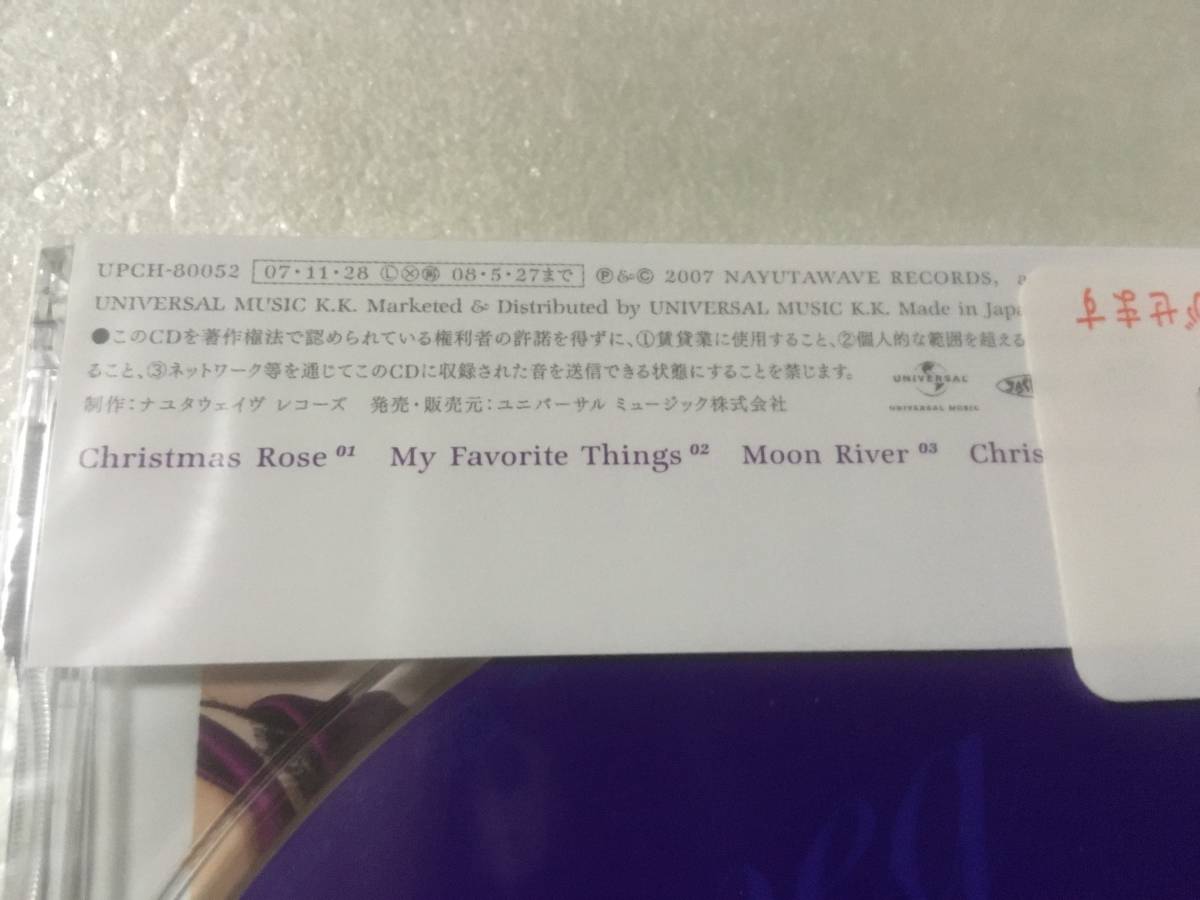 UPCH-80052 07・11・28 Ⓛ Ⓧ 08・5・27まで Ⓟ&Ⓒ 2007 NAYUTAWAVE RECORDS, a
UNIVERSAL MUSIC K.K. Marketed & Distributed by UNIVERSAL MUSIC K.K. Made in Japa
●このCDを著作権法で認められている権利者の許諾を得ずに、①賃貸業に使用すること、②個人的な範囲を超える
ること、③ネットワーク等を通じてこのCDに収録された音を送信できる状態にすることを禁じます。
UNIVERSAL
UNIVERSAL MUSIC
制作:ナユタウェイヴ レコーズ 発売・販売元:ユニバーサル ミュージック株式会社
Christmas Rose 01 My Favorite Things 02 Moon River 03 Chris
せます